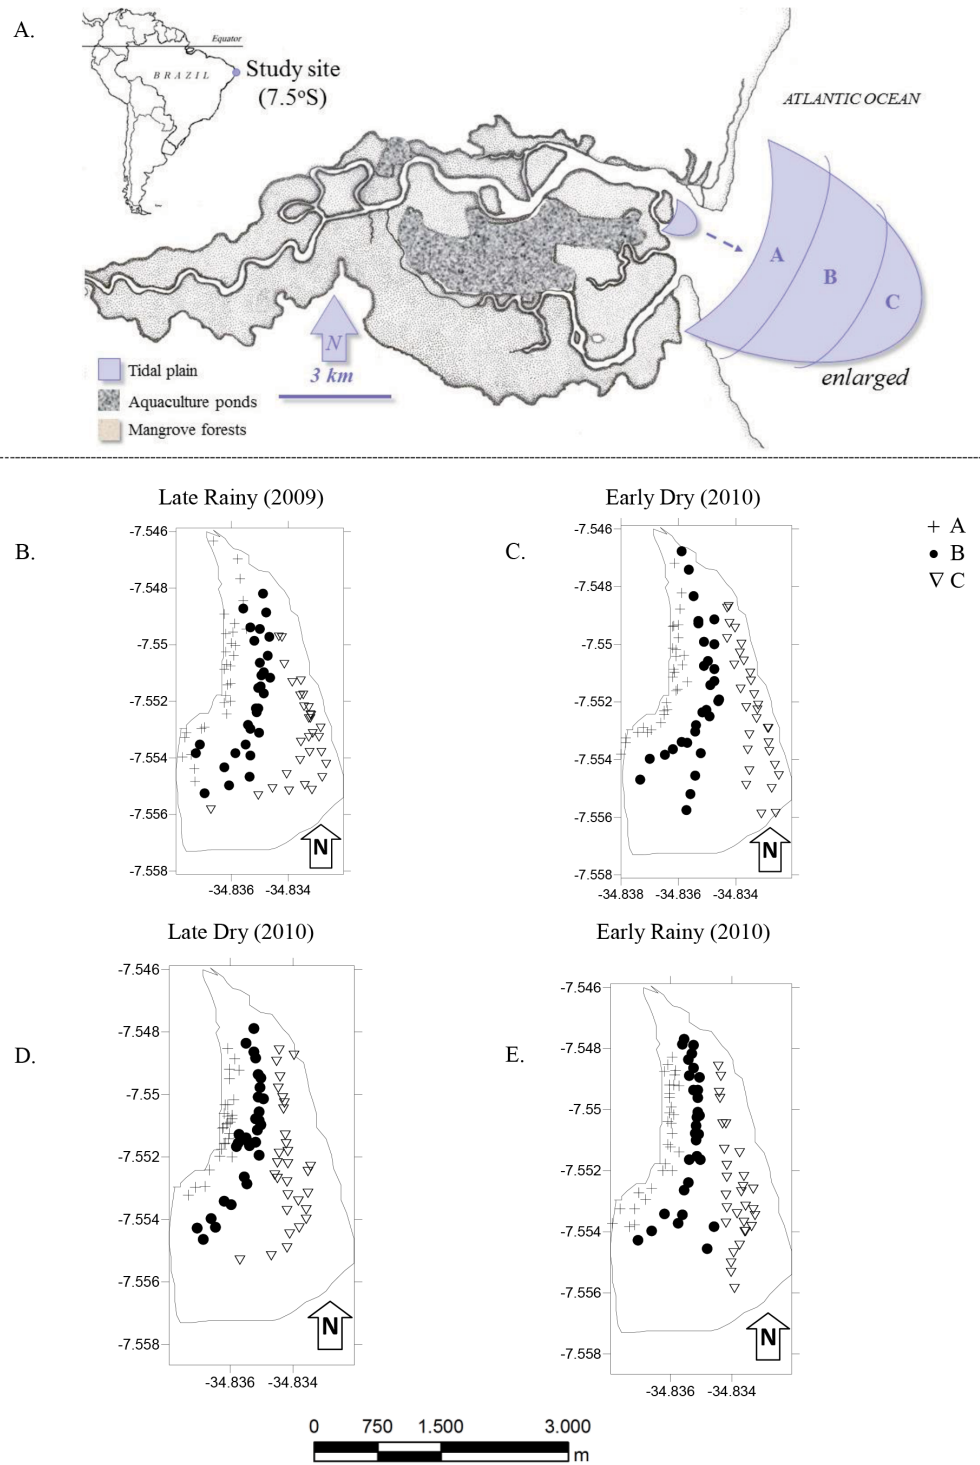 A.
Equator
BRAZIL
Study site
(7.5ºS)
ATLANTIC OCEAN
A
B
C
enlarged
N
3 km
Tidal plain
Aquaculture ponds
Mangrove forests
Late Rainy (2009)
Early Dry (2010)
B.
-7.546
-7.548
-7.55
-7.552
-7.554
-7.556
-7.558
-34.836 -34.834
N
C.
-7.546
-7.548
-7.55
-7.552
-7.554
-7.556
-7.558
-34.838 -34.836 -34.834
N
A
B
C
Late Dry (2010)
Early Rainy (2010)
D.
-7.546
-7.548
-7.55
-7.552
-7.554
-7.556
-7.558
-34.836 -34.834
N
E.
-7.546
-7.548
-7.55
-7.552
-7.554
-7.556
-7.558
-34.836 -34.834
N
0 750 1.500 3.000
m